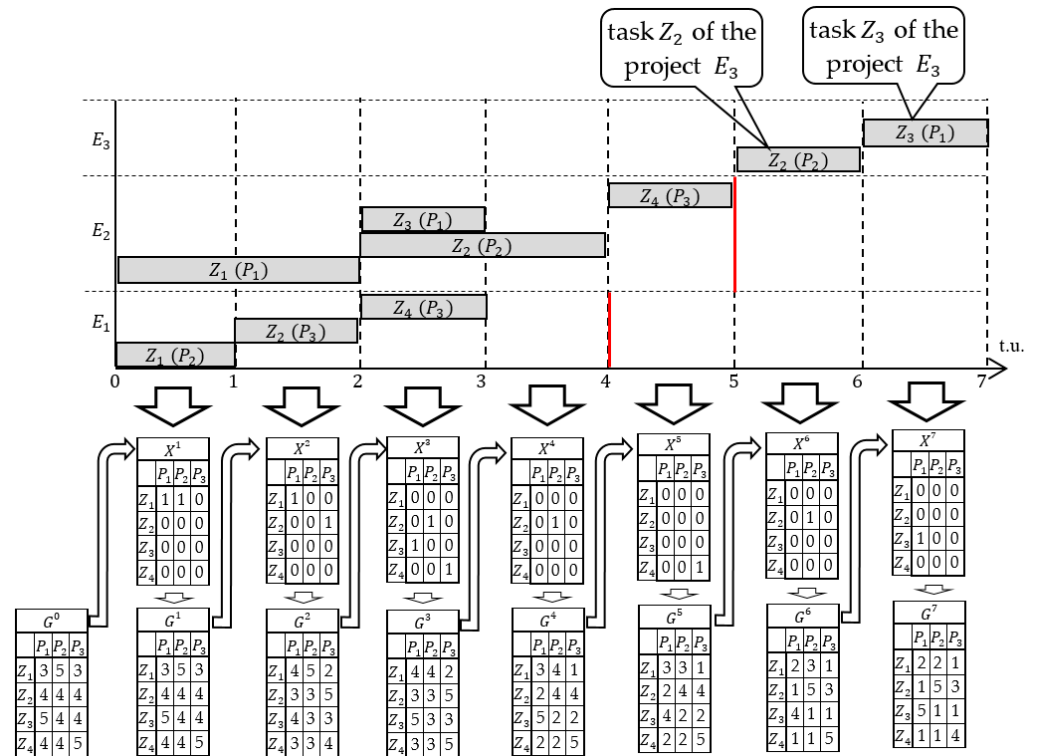 task Z₂ of the
project E₃
task Z₃ of the
project E₃
E₃
Z₃ (P₁)
Z₂ (P₂)
E₂
Z₄ (P₃)
Z₃ (P₁)
Z₂ (P₂)
Z₁ (P₁)
E₁
Z₄ (P₃)
Z₂ (P₃)
Z₁ (P₂)
t.u.
0 1 2 3 4 5 6 7
X¹
P₁ P₂ P₃
Z₁ 1 1 0
Z₂ 0 0 0
Z₃ 0 0 0
Z₄ 0 0 0
X²
P₁ P₂ P₃
Z₁ 1 0 0
Z₂ 0 0 1
Z₃ 0 0 0
Z₄ 0 0 0
X³
P₁ P₂ P₃
Z₁ 0 0 0
Z₂ 0 1 0
Z₃ 1 0 0
Z₄ 0 0 1
X⁴
P₁ P₂ P₃
Z₁ 0 0 0
Z₂ 0 1 0
Z₃ 0 0 0
Z₄ 0 0 0
X⁵
P₁ P₂ P₃
Z₁ 0 0 0
Z₂ 0 0 0
Z₃ 0 0 0
Z₄ 0 0 1
X⁶
P₁ P₂ P₃
Z₁ 0 0 0
Z₂ 0 1 0
Z₃ 0 0 0
Z₄ 0 0 0
X⁷
P₁ P₂ P₃
Z₁ 0 0 0
Z₂ 0 0 0
Z₃ 1 0 0
Z₄ 0 0 0
G⁰
P₁ P₂ P₃
Z₁ 3 5 3
Z₂ 4 4 4
Z₃ 5 4 4
Z₄ 4 4 5
G¹
P₁ P₂ P₃
Z₁ 3 5 3
Z₂ 4 4 4
Z₃ 5 4 4
Z₄ 4 4 5
G²
P₁ P₂ P₃
Z₁ 4 5 2
Z₂ 3 3 5
Z₃ 4 3 3
Z₄ 3 3 4
G³
P₁ P₂ P₃
Z₁ 4 4 2
Z₂ 3 3 5
Z₃ 5 3 3
Z₄ 3 3 5
G⁴
P₁ P₂ P₃
Z₁ 3 4 1
Z₂ 2 4 4
Z₃ 5 2 2
Z₄ 2 2 5
G⁵
P₁ P₂ P₃
Z₁ 3 3 1
Z₂ 2 4 4
Z₃ 4 2 2
Z₄ 2 2 5
G⁶
P₁ P₂ P₃
Z₁ 2 3 1
Z₂ 1 5 3
Z₃ 4 1 1
Z₄ 1 1 5
G⁷
P₁ P₂ P₃
Z₁ 2 2 1
Z₂ 1 5 3
Z₃ 5 1 1
Z₄ 1 1 4